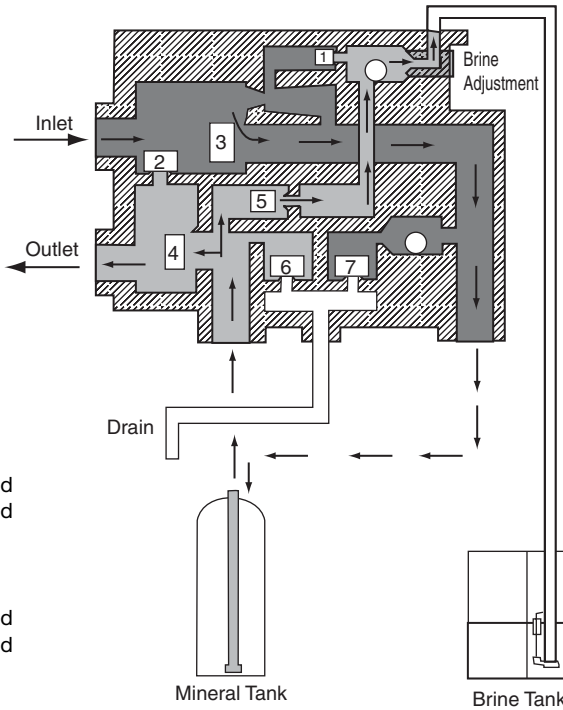 1
Brine
Adjustment
Inlet
3
2
5
Outlet
4
6
7
Drain
d
d
d
d
Mineral Tank
Brine Tank